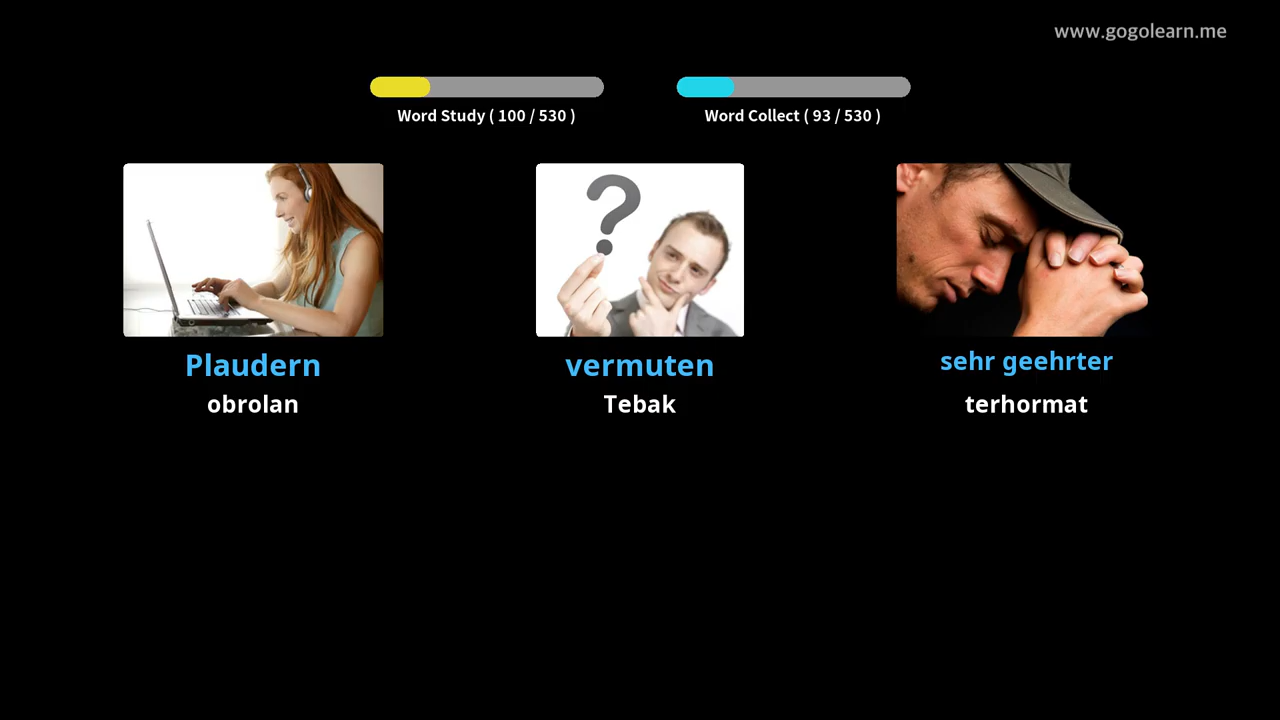 www.gogolearn.me
Word Study ( 100 / 530 )
Word Collect ( 93 / 530 )
Plaudern
obrolan
vermuten
Tebak
sehr geehrter
terhormat